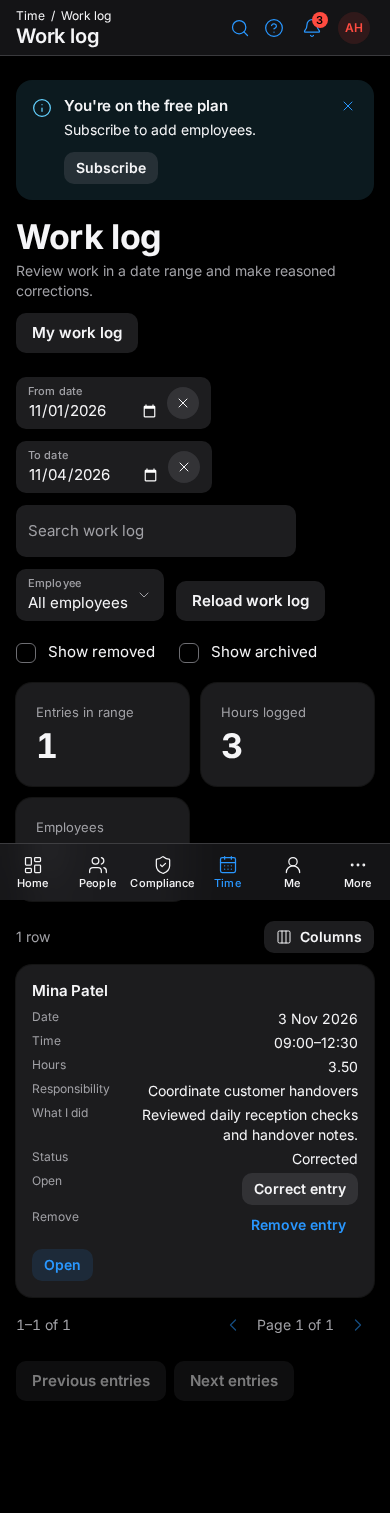 Time / Work log
Work log
3
AH
You're on the free plan
Subscribe to add employees.
Subscribe
Work log
Review work in a date range and make reasoned
corrections.
My work log
From date
11/01/2026
To date
11/04/2026
Search work log
Employee
All employees
Reload work log
Show removed
Show archived
Entries in range
1
Hours logged
3
Employees
Home
People
Compliance
Time
Me
More
1 row
Columns
Mina Patel
Date
3 Nov 2026
Time
09:00–12:30
Hours
3.50
Responsibility
Coordinate customer handovers
What I did
Reviewed daily reception checks
and handover notes.
Status
Corrected
Open
Correct entry
Remove
Remove entry
Open
1–1 of 1
Page 1 of 1
Previous entries
Next entries